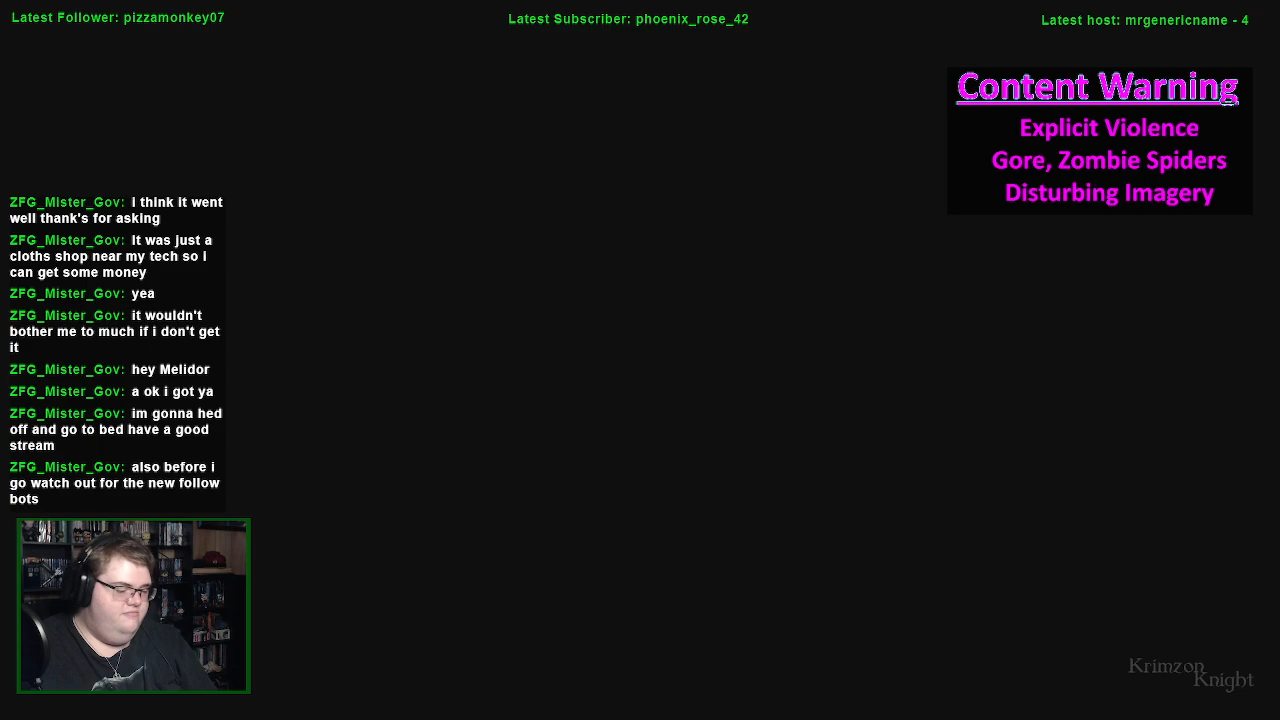 Latest Follower: pizzamonkey07
Latest Subscriber: phoenix_rose_42
Latest host: mrgenericname - 4
Content Warning
Explicit Violence
Gore, Zombie Spiders
Disturbing Imagery
ZFG_Mister_Gov: I think it went
well thank's for asking
ZFG_Mister_Gov: It was just a
cloths shop near my tech so i
can get some money
ZFG_Mister_Gov: yea
ZFG_Mister_Gov: it wouldn't
bother me to much if i don't get
it
ZFG_Mister_Gov: hey Melidor
ZFG_Mister_Gov: a ok i got ya
ZFG_Mister_Gov: im gonna hed
off and go to bed have a good
stream
ZFG_Mister_Gov: also before i
go watch out for the new follow
bots
Krimzon
Knight